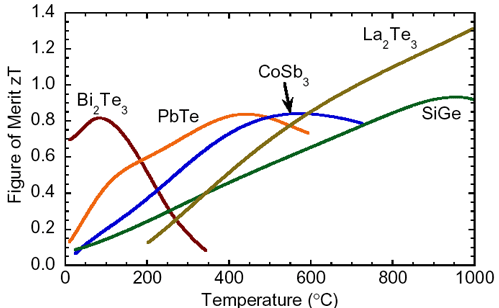 1.4
1.2
1.0
0.8
0.6
0.4
0.2
0.0
Figure of Merit zT
La₂Te₃
CoSb₃
Bi₂Te₃
PbTe
SiGe
0 200 400 600 800 1000
Temperature (°C)